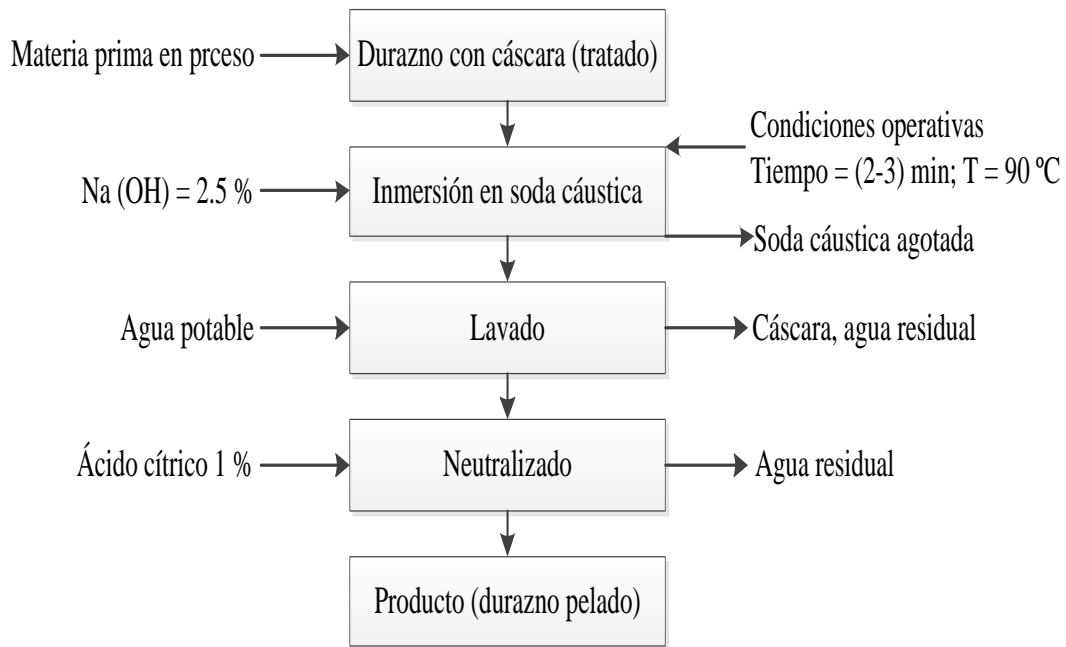 Materia prima en prceso
Durazno con cáscara (tratado)
Condiciones operativas
Tiempo = (2-3) min; T = 90 ºC
Na (OH) = 2.5 %
Inmersión en soda cáustica
Soda cáustica agotada
Agua potable
Lavado
Cáscara, agua residual
Ácido cítrico 1 %
Neutralizado
Agua residual
Producto (durazno pelado)